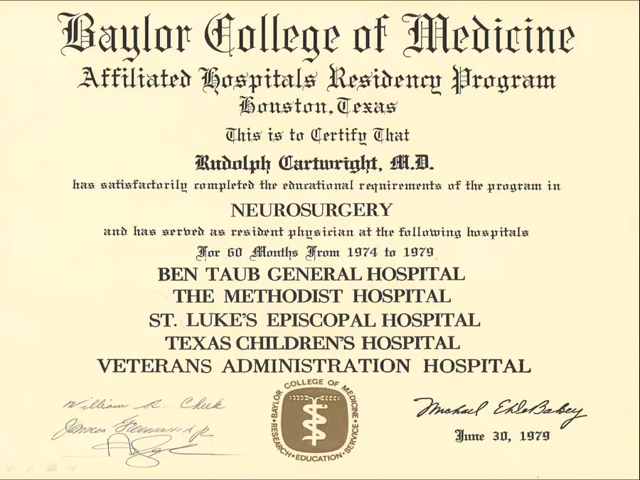 Baylor College of Medicine
Affiliated Hospitals Residency Program
Houston, Texas
This is to Certify That
Rudolph Cartwright, M.D.
has satisfactorily completed the educational requirements of the program in
NEUROSURGERY
and has served as resident physician at the following hospitals
For 60 Months From 1974 to 1979
BEN TAUB GENERAL HOSPITAL
THE METHODIST HOSPITAL
ST. LUKE'S EPISCOPAL HOSPITAL
TEXAS CHILDREN'S HOSPITAL
VETERANS ADMINISTRATION HOSPITAL
BAYLOR COLLEGE OF MEDICINE
RESEARCH • EDUCATION • SERVICE
William R. Cheek
James
Michael E. DeBakey
June 30, 1979